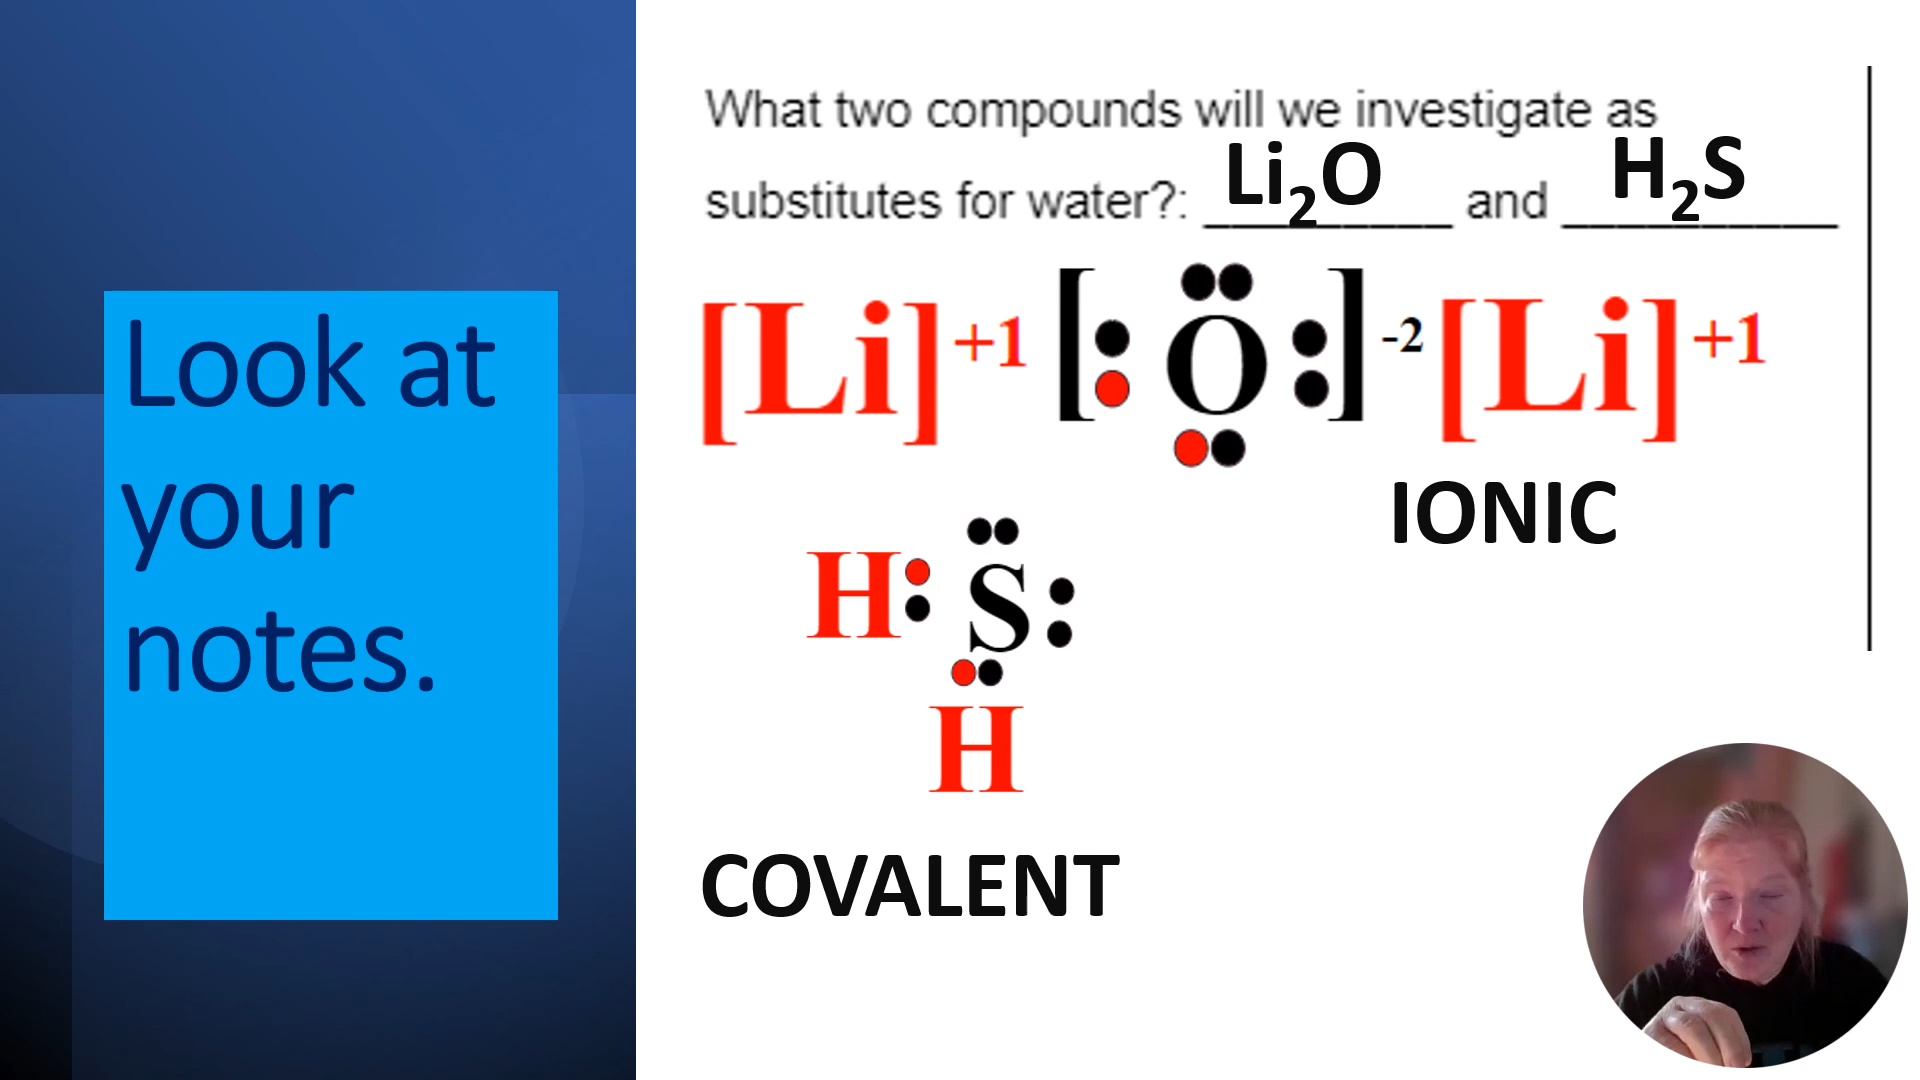 Look at
your
notes.
What two compounds will we investigate as
substitutes for water?: Li₂O and H₂S
[Li]⁺¹ [O]⁻² [Li]⁺¹
IONIC
H S
H
COVALENT